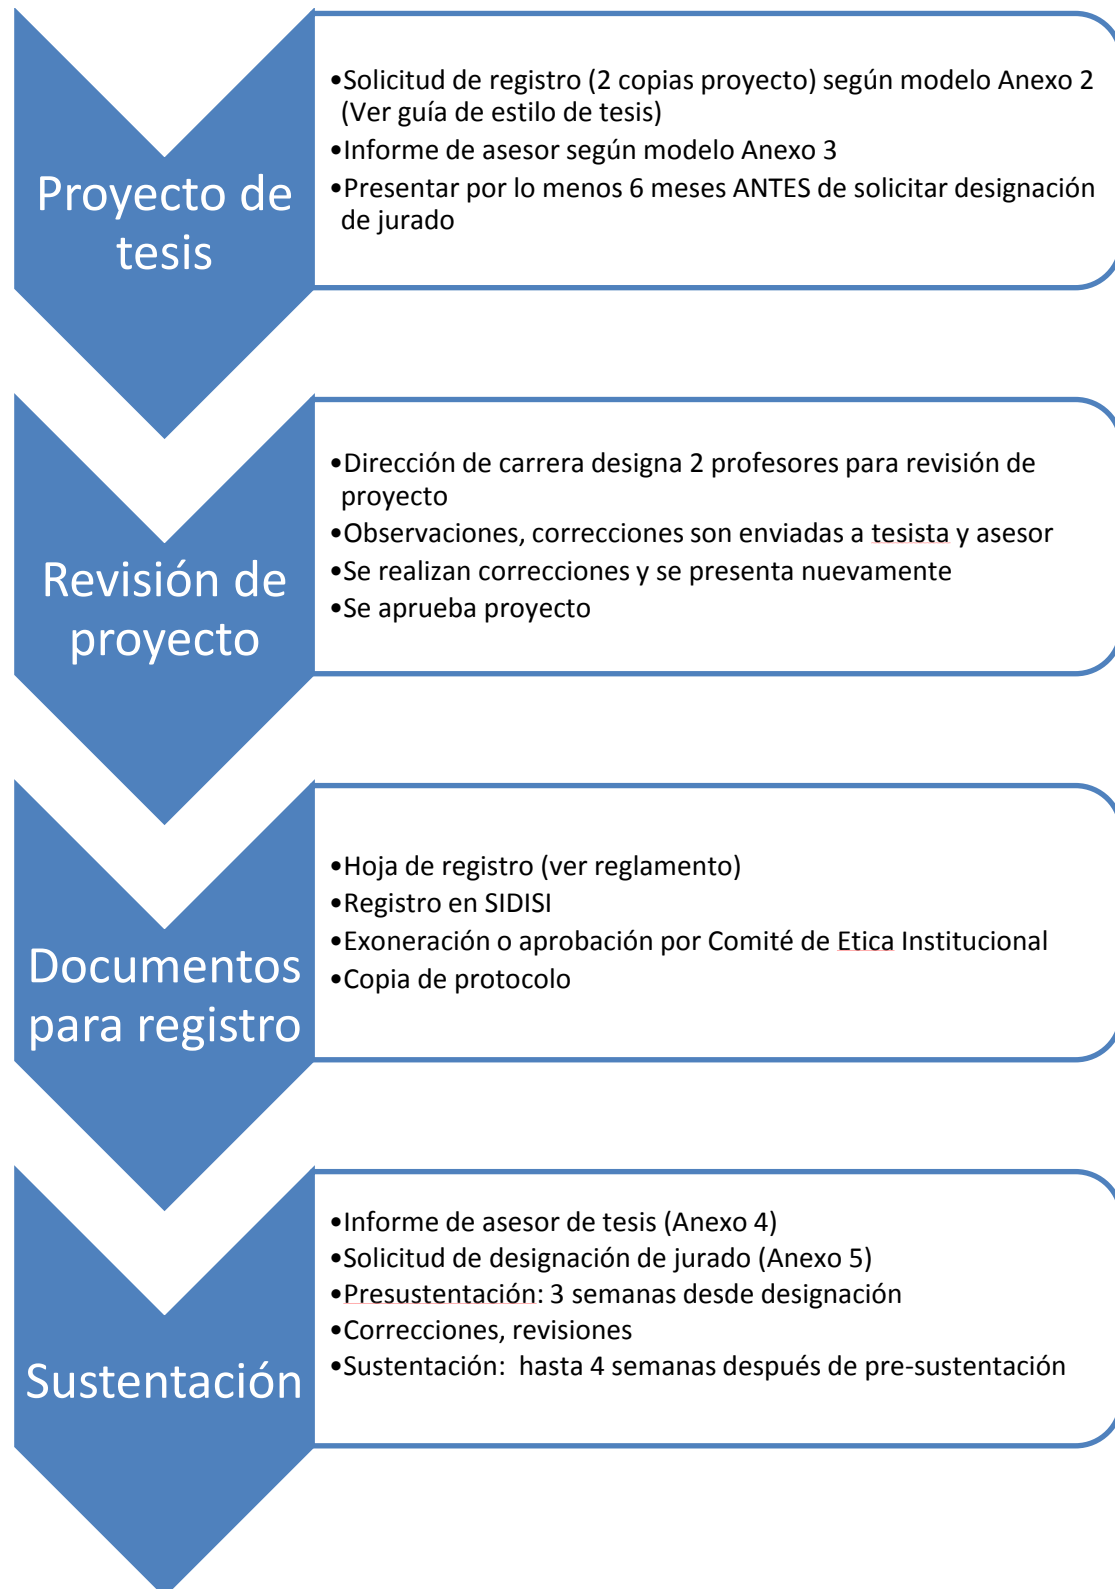 Proyecto de
tesis
•Solicitud de registro (2 copias proyecto) según modelo Anexo 2
(Ver guía de estilo de tesis)
•Informe de asesor según modelo Anexo 3
•Presentar por lo menos 6 meses ANTES de solicitar designación
de jurado
Revisión de
proyecto
•Dirección de carrera designa 2 profesores para revisión de
proyecto
•Observaciones, correcciones son enviadas a tesista y asesor
•Se realizan correcciones y se presenta nuevamente
•Se aprueba proyecto
Documentos
para registro
•Hoja de registro (ver reglamento)
•Registro en SIDISI
•Exoneración o aprobación por Comité de Etica Institucional
•Copia de protocolo
Sustentación
•Informe de asesor de tesis (Anexo 4)
•Solicitud de designación de jurado (Anexo 5)
•Presustentación: 3 semanas desde designación
•Correcciones, revisiones
•Sustentación:  hasta 4 semanas después de pre-sustentación